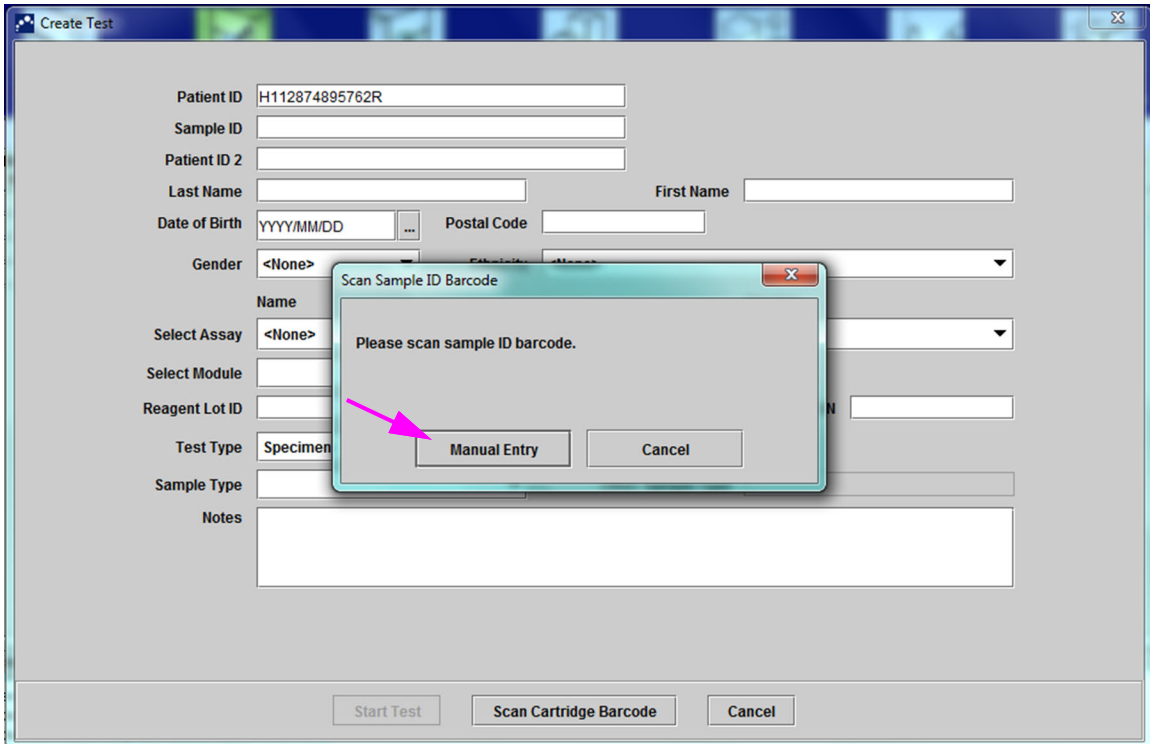 Create Test
Patient ID H112874895762R
Sample ID
Patient ID 2
Last Name First Name
Date of Birth YYYY/MM/DD ... Postal Code
Gender <None> Ethnicity <None>
Scan Sample ID Barcode
Name
Select Assay <None>
Please scan sample ID barcode.
Select Module
Reagent Lot ID N
Test Type Specimen
Manual Entry Cancel
Sample Type
Notes
Start Test Scan Cartridge Barcode Cancel